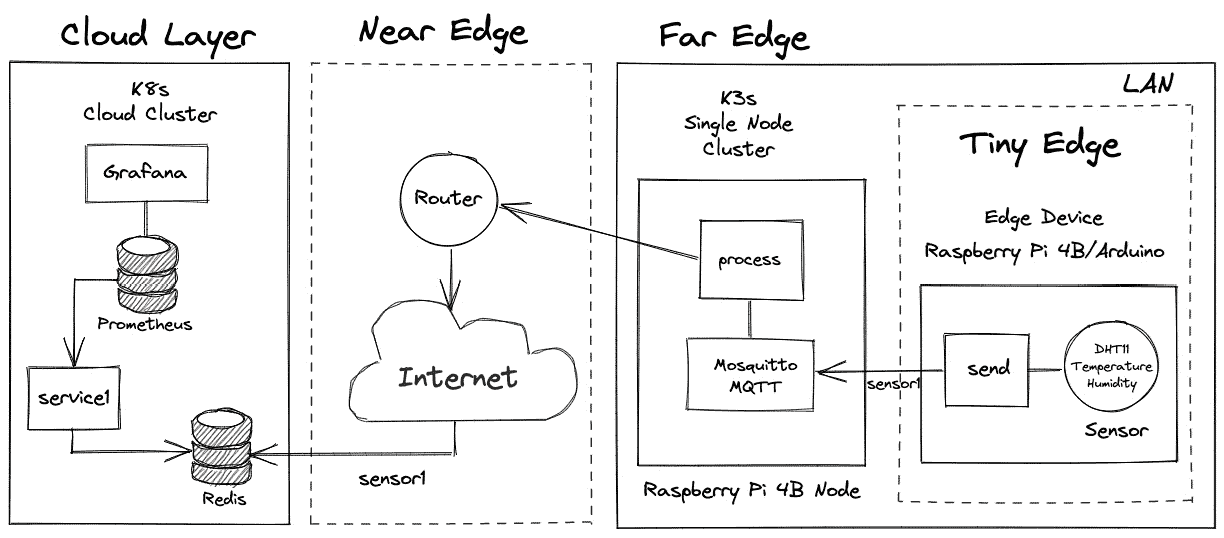 Cloud Layer
K8s
Cloud Cluster
Grafana
Prometheus
service1
Redis
Near Edge
Router
Internet
sensor1
Far Edge
LAN
K3s
Single Node
Cluster
process
Mosquitto
MQTT
Raspberry Pi 4B Node
sensor1
Tiny Edge
Edge Device
Raspberry Pi 4B/Arduino
send
DHT11
Temperature
Humidity
Sensor